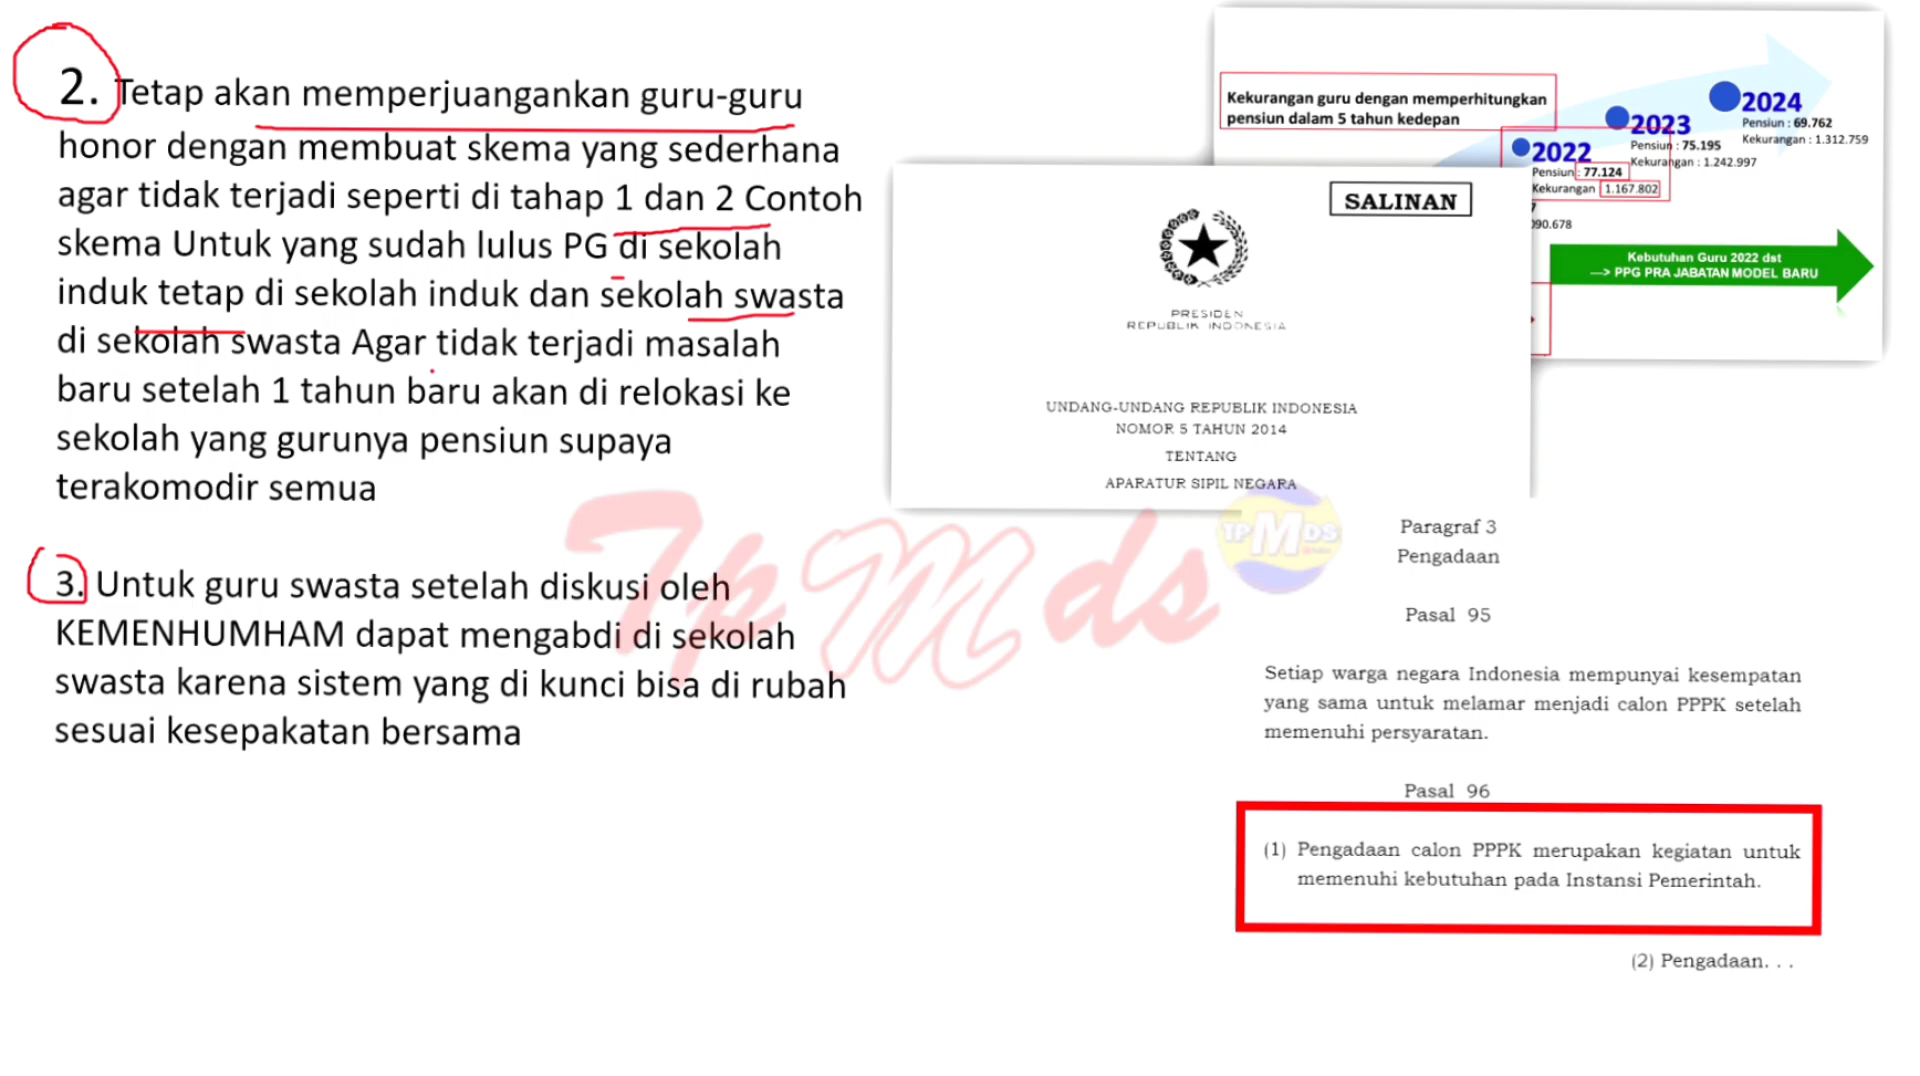 2. Tetap akan memperjuangankan guru-guru
honor dengan membuat skema yang sederhana
agar tidak terjadi seperti di tahap 1 dan 2 Contoh
skema Untuk yang sudah lulus PG di sekolah
induk tetap di sekolah induk dan sekolah swasta
di sekolah swasta Agar tidak terjadi masalah
baru setelah 1 tahun baru akan di relokasi ke
sekolah yang gurunya pensiun supaya
terakomodir semua
3. Untuk guru swasta setelah diskusi oleh
KEMENHUMHAM dapat mengabdi di sekolah
swasta karena sistem yang di kunci bisa di rubah
sesuai kesepakatan bersama
Kekurangan guru dengan memperhitungkan
pensiun dalam 5 tahun kedepan
2024
Pensiun : 69.762
Kekurangan : 1.312.759
2023
Pensiun : 75.195
Kekurangan : 1.242.997
2022
Pensiun : 77.124
Kekurangan 1.167.802
7
090.678
Kebutuhan Guru 2022 dst
—> PPG PRA JABATAN MODEL BARU
SALINAN
PRESIDEN
REPUBLIK INDONESIA
UNDANG-UNDANG REPUBLIK INDONESIA
NOMOR 5 TAHUN 2014
TENTANG
APARATUR SIPIL NEGARA
TpMds
TPMDS
Paragraf 3
Pengadaan
Pasal 95
Setiap warga negara Indonesia mempunyai kesempatan
yang sama untuk melamar menjadi calon PPPK setelah
memenuhi persyaratan.
Pasal 96
(1) Pengadaan calon PPPK merupakan kegiatan untuk
memenuhi kebutuhan pada Instansi Pemerintah.
(2) Pengadaan. . .